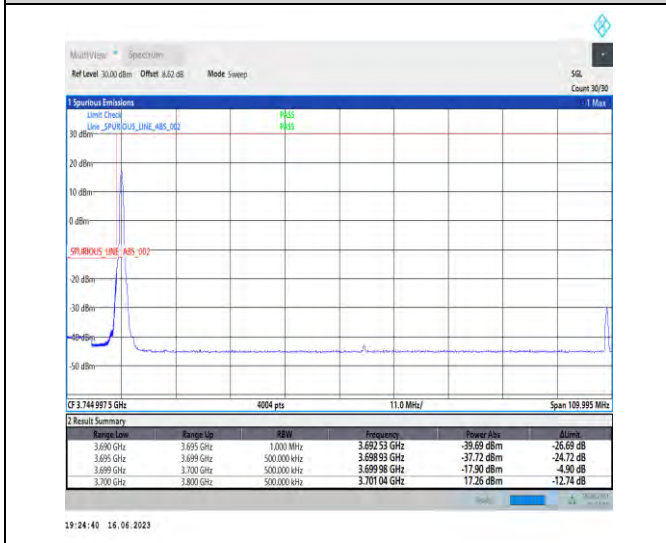 MultiView Spectrum
Ref Level 30.00 dBm Offset 8.62 dB Mode Sweep SGL
Count 30/30
1 Spurious Emissions 1 Max
Limit Check PASS
Line _SPURIOUS_LINE_ABS_002 PASS
30 dBm
20 dBm
10 dBm
0 dBm
SPURIOUS_LINE_ABS_002
-20 dBm
-30 dBm
-40 dBm
-50 dBm
CF 3.744 997 5 GHz 4004 pts 11.0 MHz/ Span 109.995 MHz
2 Result Summary
Range Low Range Up RBW Frequency Power Abs ΔLimit
3.690 GHz 3.695 GHz 1.000 MHz 3.692 53 GHz -39.69 dBm -26.69 dB
3.695 GHz 3.699 GHz 500.000 kHz 3.698 93 GHz -37.72 dBm -24.72 dB
3.699 GHz 3.700 GHz 500.000 kHz 3.699 98 GHz -17.90 dBm -4.90 dB
3.700 GHz 3.800 GHz 500.000 kHz 3.701 04 GHz 17.26 dBm -12.74 dB
19:24:40 16.06.2023